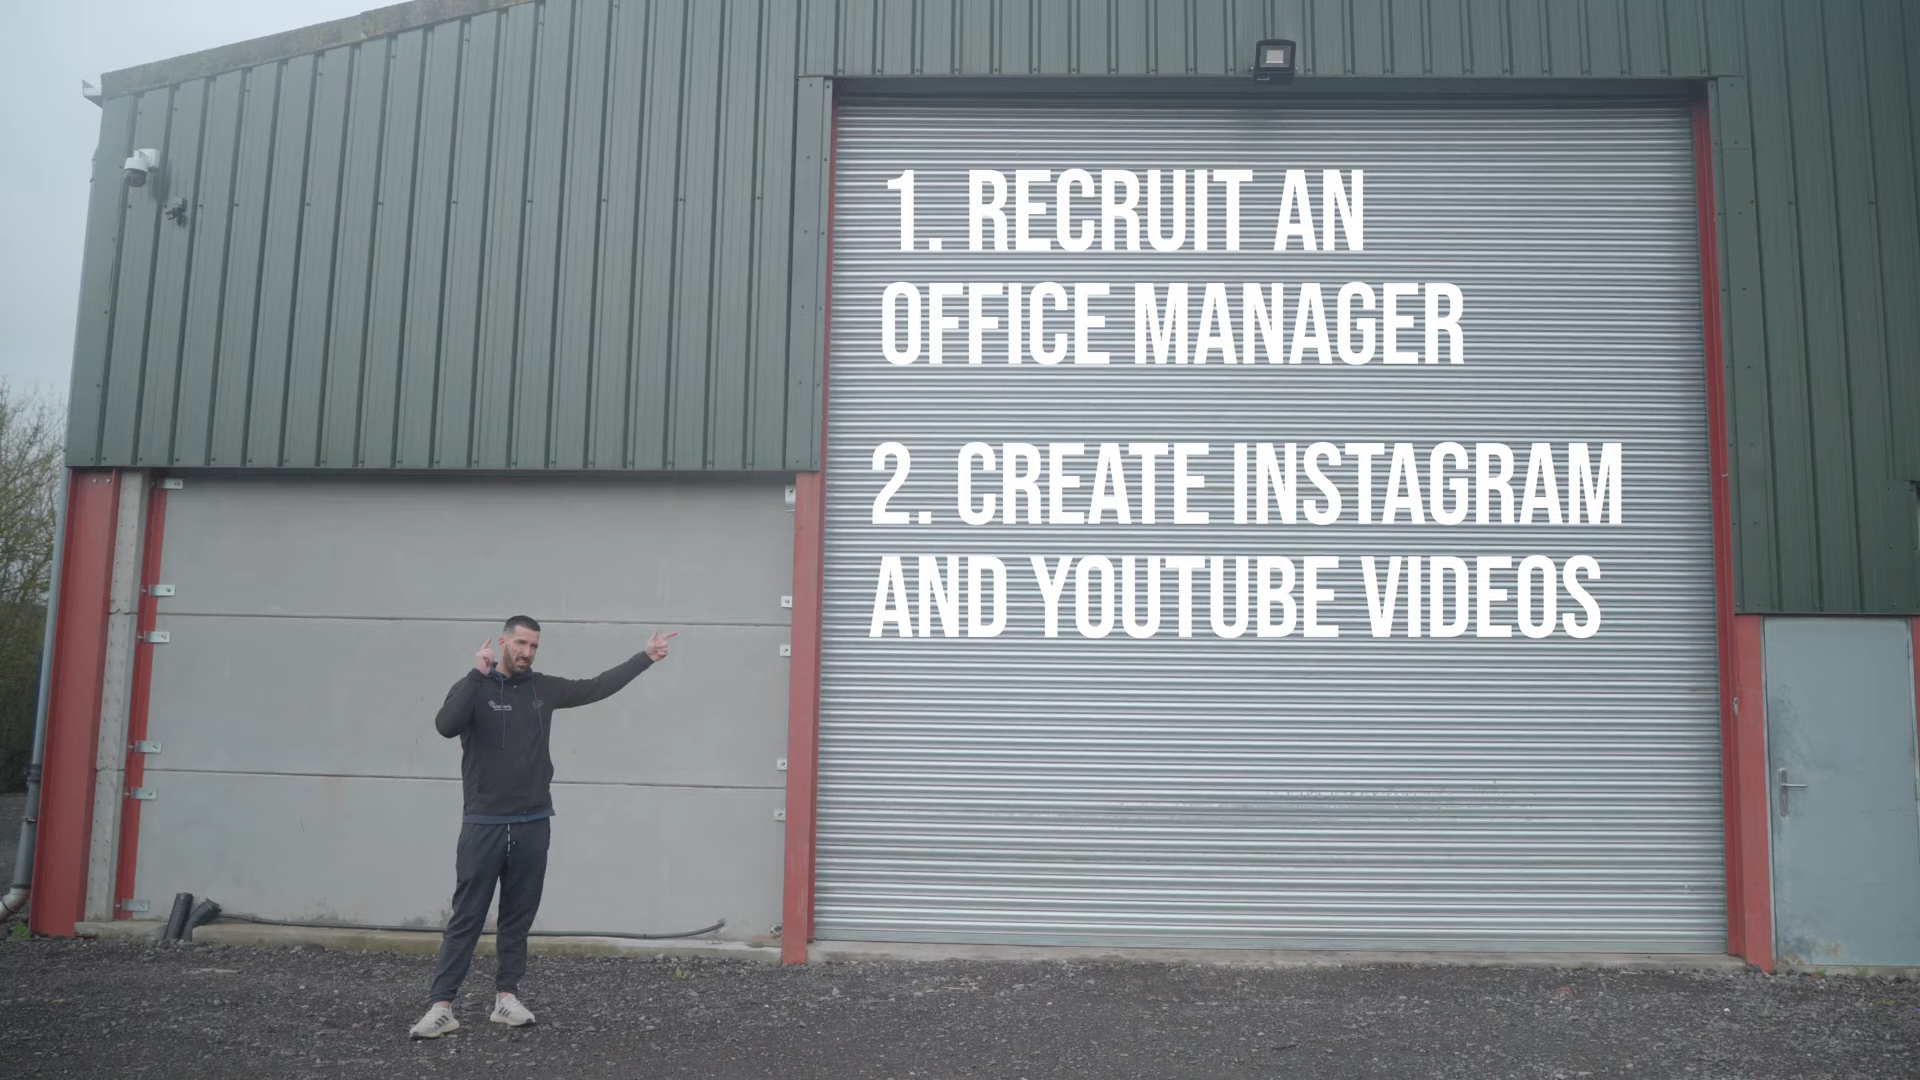 1. RECRUIT AN
OFFICE MANAGER
2. CREATE INSTAGRAM
AND YOUTUBE VIDEOS